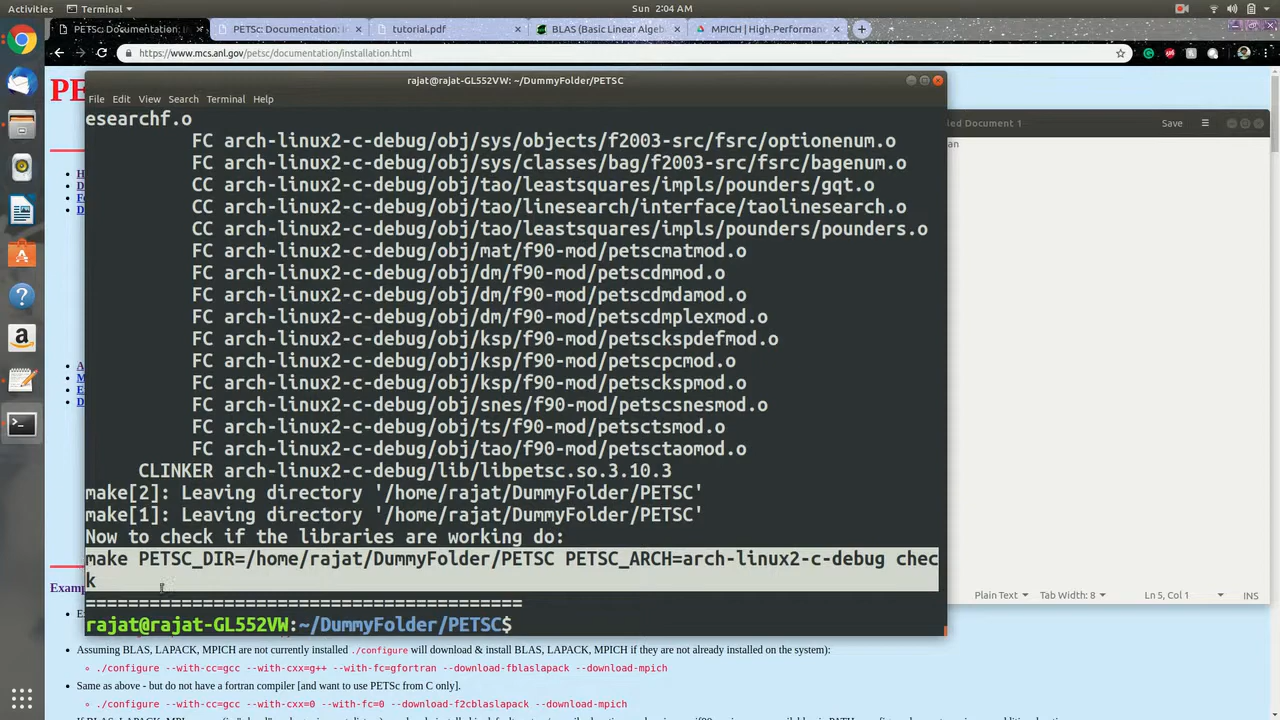 Activities
Terminal
Sun 2:04 AM
PETSc: Documentation: In
PETSc: Documentation: In
tutorial.pdf
BLAS (Basic Linear Algeb
MPICH | High-Performanc
https://www.mcs.anl.gov/petsc/documentation/installation.html
rajat@rajat-GL552VW: ~/DummyFolder/PETSC
File Edit View Search Terminal Help
esearchf.o
FC arch-linux2-c-debug/obj/sys/objects/f2003-src/fsrc/optionenum.o
FC arch-linux2-c-debug/obj/sys/classes/bag/f2003-src/fsrc/bagenum.o
CC arch-linux2-c-debug/obj/tao/leastsquares/impls/pounders/gqt.o
CC arch-linux2-c-debug/obj/tao/linesearch/interface/taolinesearch.o
CC arch-linux2-c-debug/obj/tao/leastsquares/impls/pounders/pounders.o
FC arch-linux2-c-debug/obj/mat/f90-mod/petscmatmod.o
FC arch-linux2-c-debug/obj/dm/f90-mod/petscdmmod.o
FC arch-linux2-c-debug/obj/dm/f90-mod/petscdmdamod.o
FC arch-linux2-c-debug/obj/dm/f90-mod/petscdmplexmod.o
FC arch-linux2-c-debug/obj/ksp/f90-mod/petsckspdefmod.o
FC arch-linux2-c-debug/obj/ksp/f90-mod/petscpcmod.o
FC arch-linux2-c-debug/obj/ksp/f90-mod/petsckspmod.o
FC arch-linux2-c-debug/obj/snes/f90-mod/petscsnesmod.o
FC arch-linux2-c-debug/obj/ts/f90-mod/petsctsmod.o
FC arch-linux2-c-debug/obj/tao/f90-mod/petsctaomod.o
CLINKER arch-linux2-c-debug/lib/libpetsc.so.3.10.3
make[2]: Leaving directory '/home/rajat/DummyFolder/PETSC'
make[1]: Leaving directory '/home/rajat/DummyFolder/PETSC'
Now to check if the libraries are working do:
make PETSC_DIR=/home/rajat/DummyFolder/PETSC PETSC_ARCH=arch-linux2-c-debug chec
k
=========================================
rajat@rajat-GL552VW:~/DummyFolder/PETSC$
led Document 1
Save
an
Plain Text
Tab Width: 8
Ln 5, Col 1
INS
PE
H
D
F
D
A
M
E
D
Examp
E
Assuming BLAS, LAPACK, MPICH are not currently installed ./configure will download & install BLAS, LAPACK, MPICH if they are not already installed on the system):
./configure --with-cc=gcc --with-cxx=g++ --with-fc=gfortran --download-fblaslapack --download-mpich
Same as above - but do not have a fortran compiler [and want to use PETSc from C only].
./configure --with-cc=gcc --with-cxx=0 --with-fc=0 --download-f2cblaslapack --download-mpich